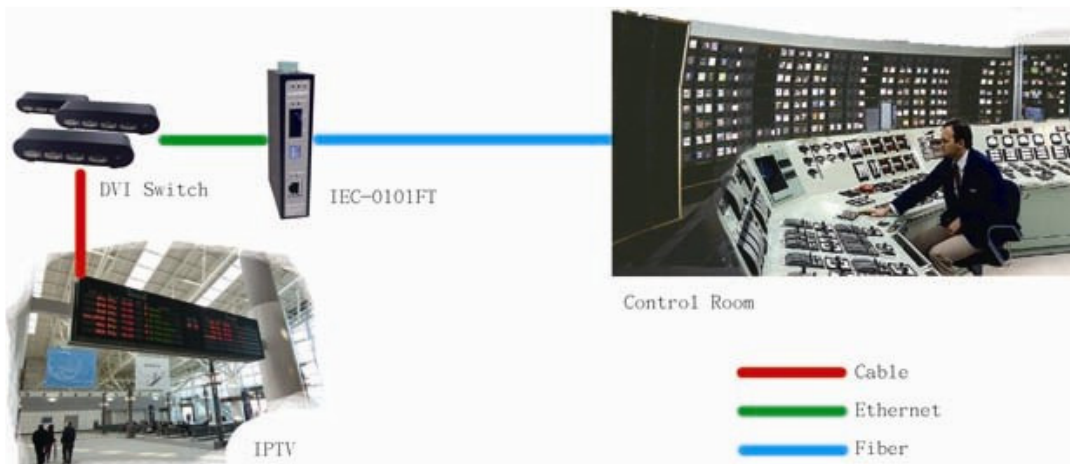 DVI Switch
IEC-0101FT
Control Room
IPTV
Cable
Ethernet
Fiber